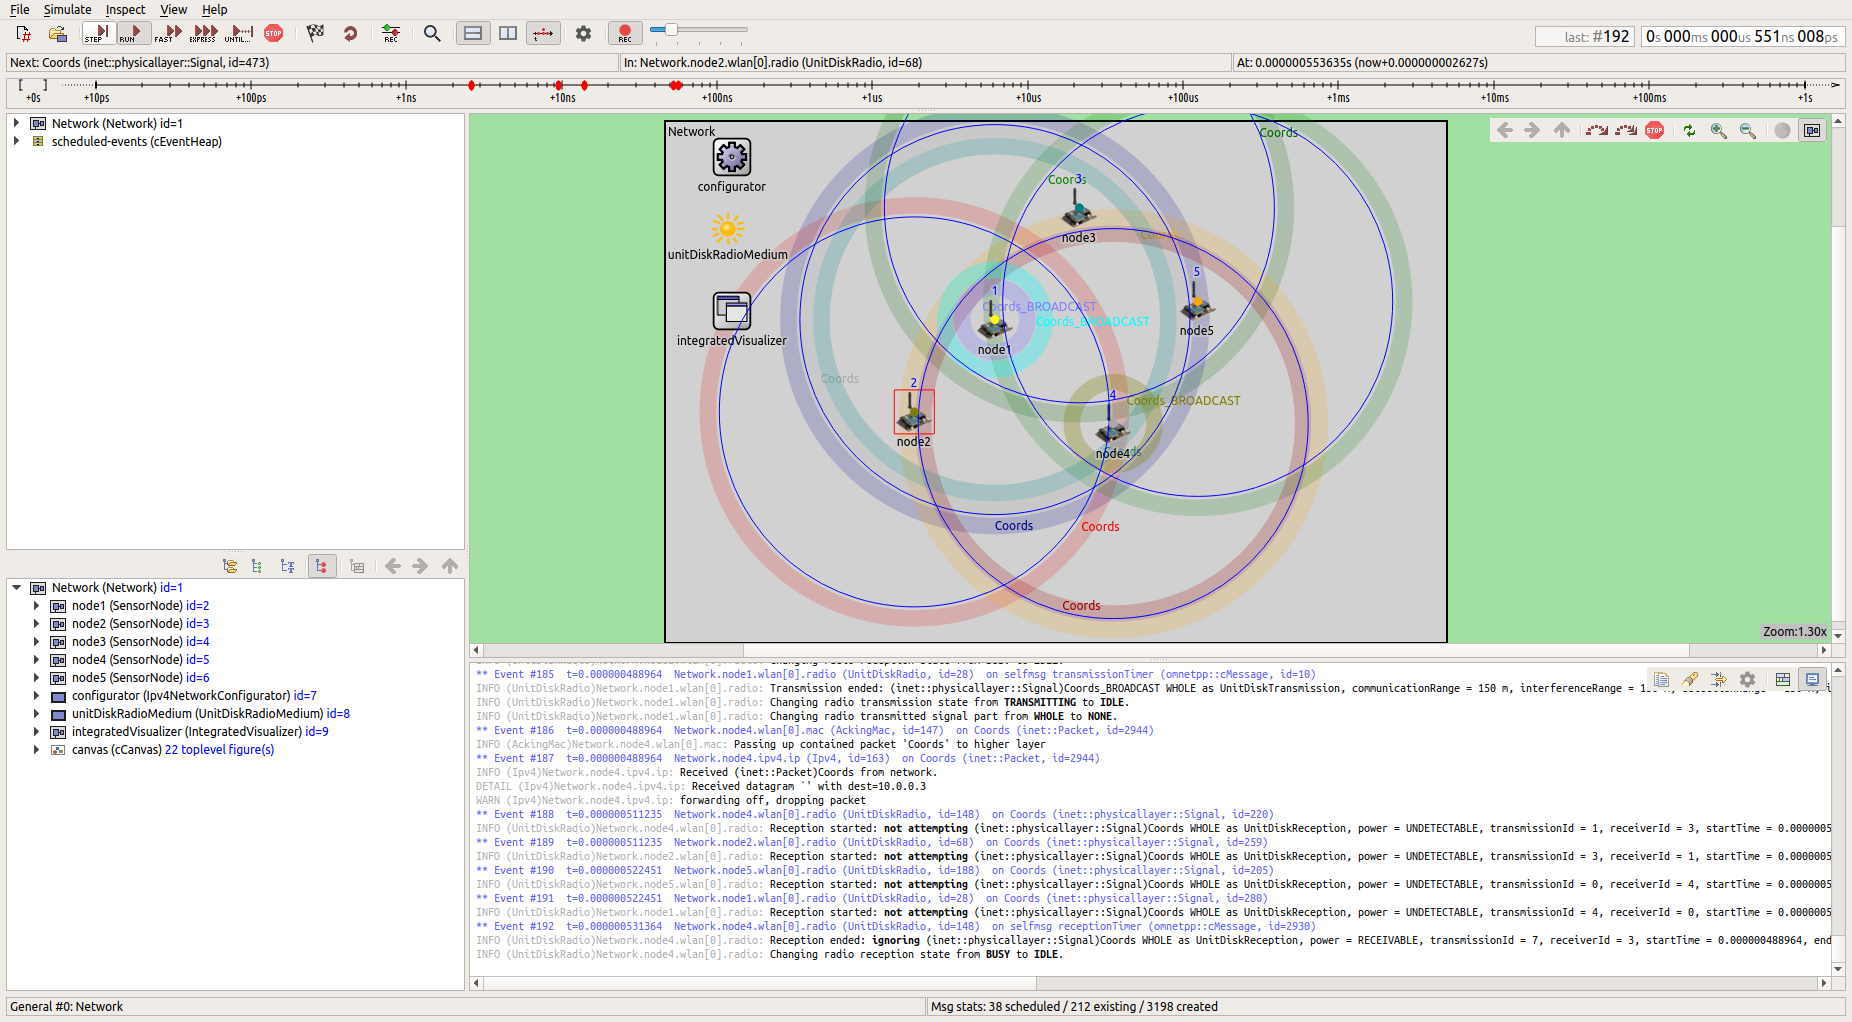 File Simulate Inspect View Help
STEP RUN FAST EXPRESS UNTIL... STOP REC REC
last: #192 0s 000ms 000us 551ns 008ps
Next: Coords (inet::physicallayer::Signal, id=473) In: Network.node2.wlan[0].radio (UnitDiskRadio, id=68) At: 0.000000553635s (now+0.000000002627s)
+0s +10ps +100ps +1ns +10ns +100ns +1us +10us +100us +1ms +10ms +100ms +1s
Network (Network) id=1
scheduled-events (cEventHeap)
Network (Network) id=1
node1 (SensorNode) id=2
node2 (SensorNode) id=3
node3 (SensorNode) id=4
node4 (SensorNode) id=5
node5 (SensorNode) id=6
configurator (Ipv4NetworkConfigurator) id=7
unitDiskRadioMedium (UnitDiskRadioMedium) id=8
integratedVisualizer (IntegratedVisualizer) id=9
canvas (cCanvas) 22 toplevel figure(s)
Network
Coords
STOP
configurator
Coords
3
node3
Coords
unitDiskRadioMedium
5
node5
1
Coords_BROADCAST
Coords_BROADCAST
node1
integratedVisualizer
Coords
2
node2
4
Coords_BROADCAST
node4
Coords
Coords
Coords
Zoom:1.30x
** Event #185 t=0.000000488964 Network.node1.wlan[0].radio (UnitDiskRadio, id=28) on selfmsg transmissionTimer (omnetpp::cMessage, id=10)
INFO (UnitDiskRadio)Network.node1.wlan[0].radio: Transmission ended: (inet::physicallayer::Signal)Coords_BROADCAST WHOLE as UnitDiskTransmission, communicationRange = 150 m, interferenceRange =
INFO (UnitDiskRadio)Network.node1.wlan[0].radio: Changing radio transmission state from TRANSMITTING to IDLE.
INFO (UnitDiskRadio)Network.node1.wlan[0].radio: Changing radio transmitted signal part from WHOLE to NONE.
** Event #186 t=0.000000488964 Network.node4.wlan[0].mac (AckingMac, id=147) on Coords (inet::Packet, id=2944)
INFO (AckingMac)Network.node4.wlan[0].mac: Passing up contained packet 'Coords' to higher layer
** Event #187 t=0.000000488964 Network.node4.ipv4.ip (Ipv4, id=163) on Coords (inet::Packet, id=2944)
INFO (Ipv4)Network.node4.ipv4.ip: Received (inet::Packet)Coords from network.
DETAIL (Ipv4)Network.node4.ipv4.ip: Received datagram `' with dest=10.0.0.3
WARN (Ipv4)Network.node4.ipv4.ip: forwarding off, dropping packet
** Event #188 t=0.000000511235 Network.node4.wlan[0].radio (UnitDiskRadio, id=148) on Coords (inet::physicallayer::Signal, id=220)
INFO (UnitDiskRadio)Network.node4.wlan[0].radio: Reception started: not attempting (inet::physicallayer::Signal)Coords WHOLE as UnitDiskReception, power = UNDETECTABLE, transmissionId = 1, receiverId = 3, startTime = 0.0000005
** Event #189 t=0.000000511235 Network.node2.wlan[0].radio (UnitDiskRadio, id=68) on Coords (inet::physicallayer::Signal, id=259)
INFO (UnitDiskRadio)Network.node2.wlan[0].radio: Reception started: not attempting (inet::physicallayer::Signal)Coords WHOLE as UnitDiskReception, power = UNDETECTABLE, transmissionId = 3, receiverId = 1, startTime = 0.0000005
** Event #190 t=0.000000522451 Network.node5.wlan[0].radio (UnitDiskRadio, id=188) on Coords (inet::physicallayer::Signal, id=205)
INFO (UnitDiskRadio)Network.node5.wlan[0].radio: Reception started: not attempting (inet::physicallayer::Signal)Coords WHOLE as UnitDiskReception, power = UNDETECTABLE, transmissionId = 0, receiverId = 4, startTime = 0.0000005
** Event #191 t=0.000000522451 Network.node1.wlan[0].radio (UnitDiskRadio, id=28) on Coords (inet::physicallayer::Signal, id=280)
INFO (UnitDiskRadio)Network.node1.wlan[0].radio: Reception started: not attempting (inet::physicallayer::Signal)Coords WHOLE as UnitDiskReception, power = UNDETECTABLE, transmissionId = 4, receiverId = 0, startTime = 0.0000005
** Event #192 t=0.000000531364 Network.node4.wlan[0].radio (UnitDiskRadio, id=148) on selfmsg receptionTimer (omnetpp::cMessage, id=2930)
INFO (UnitDiskRadio)Network.node4.wlan[0].radio: Reception ended: ignoring (inet::physicallayer::Signal)Coords WHOLE as UnitDiskReception, power = RECEIVABLE, transmissionId = 7, receiverId = 3, startTime = 0.000000488964, end
INFO (UnitDiskRadio)Network.node4.wlan[0].radio: Changing radio reception state from BUSY to IDLE.
General #0: Network Msg stats: 38 scheduled / 212 existing / 3198 created